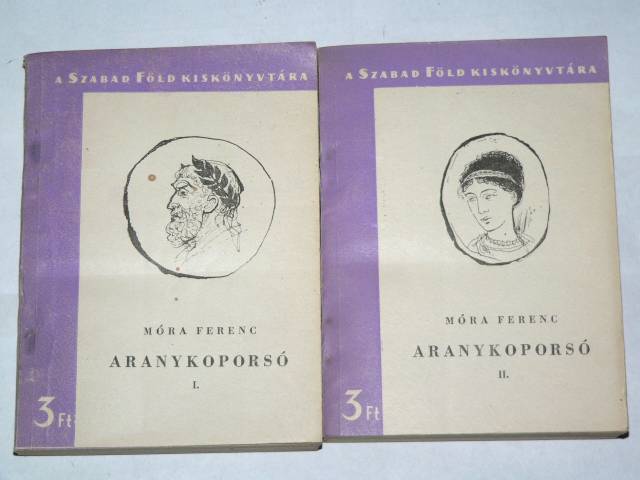 A SZABAD FÖLD KISKÖNYVTÁRA
MÓRA FERENC
ARANYKOPORSÓ
I.
3 Ft
A SZABAD FÖLD KISKÖNYVTÁRA
MÓRA FERENC
ARANYKOPORSÓ
II.
3 Ft